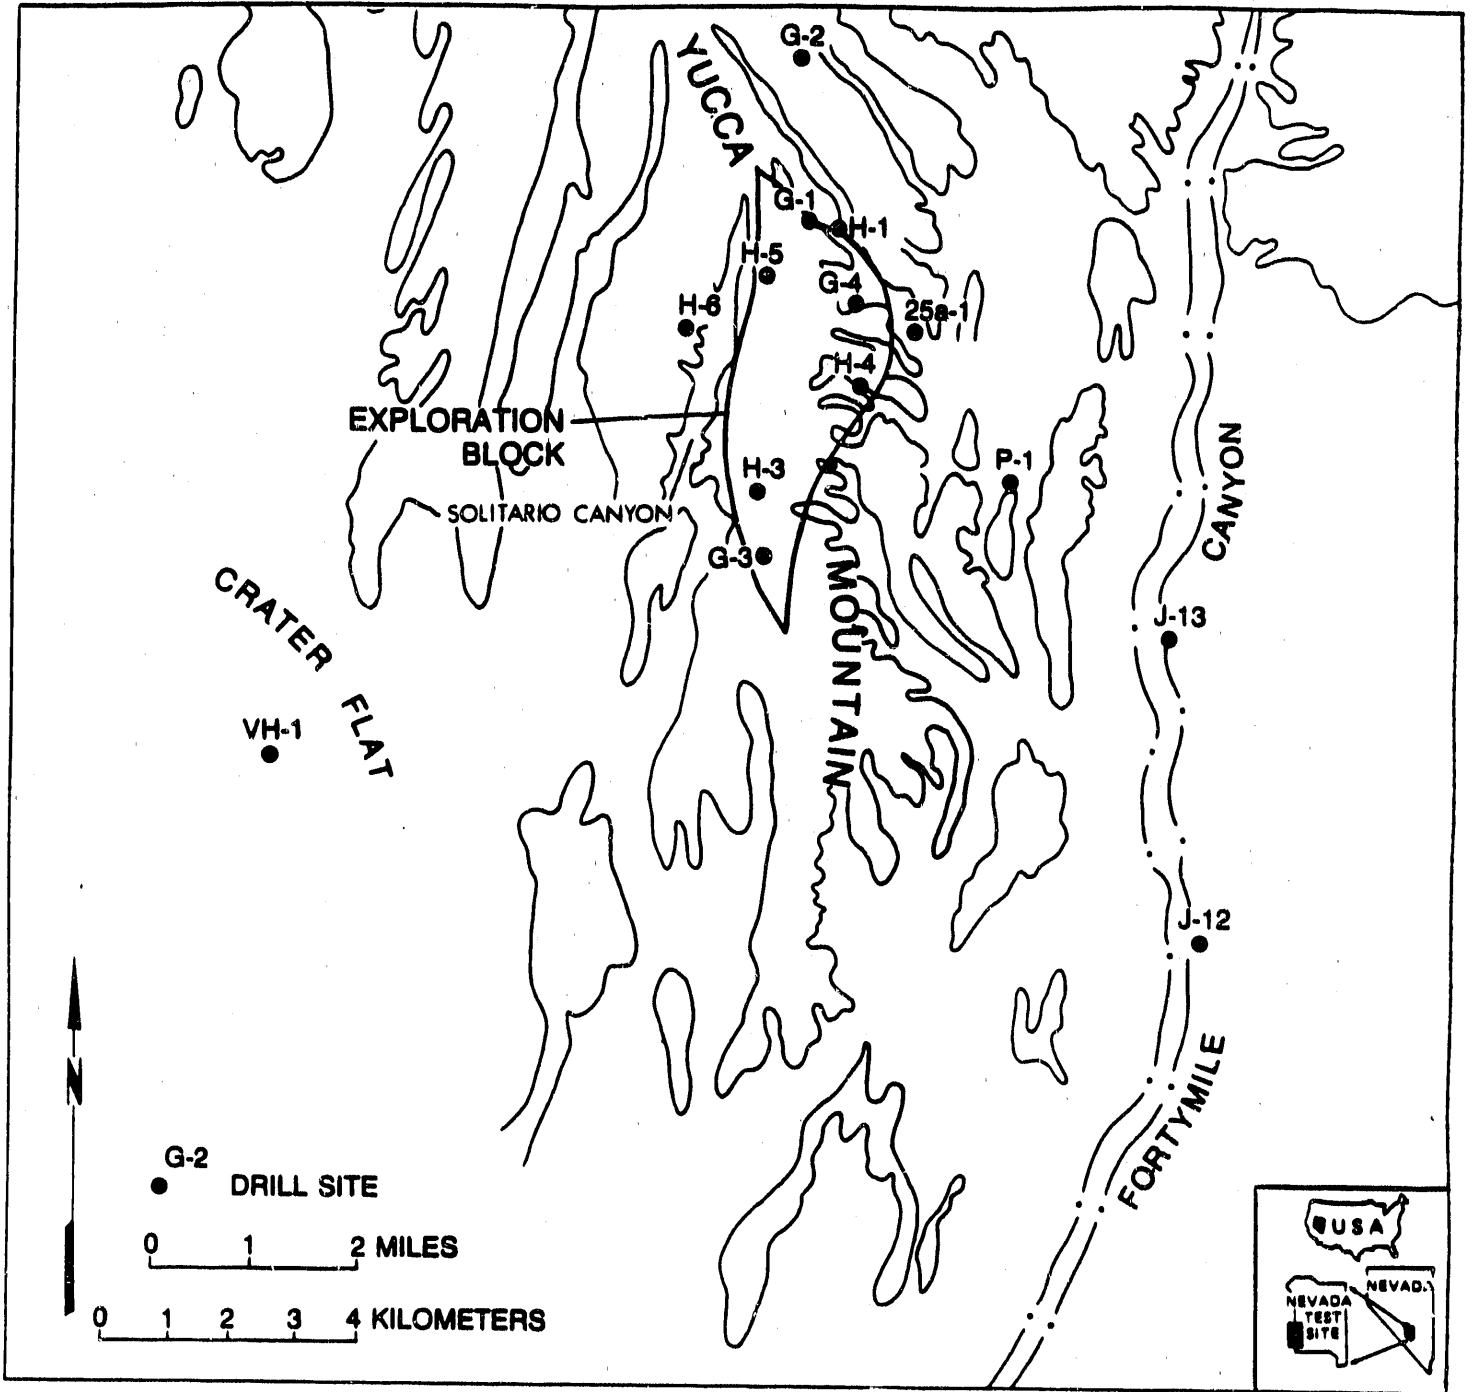 G-2
YUCCA
G-1
H-1
H-5
G-4
H-6
25a-1
H-4
EXPLORATION
BLOCK
H-3
P-1
SOLITARIO CANYON
CANYON
G-3
CRATER FLAT
MOUNTAIN
J-13
VH-1
J-12
N
FORTYMILE
G-2
DRILL SITE
0 1 2 MILES
0 1 2 3 4 KILOMETERS
USA
NEVADA
NEVADA
TEST
SITE